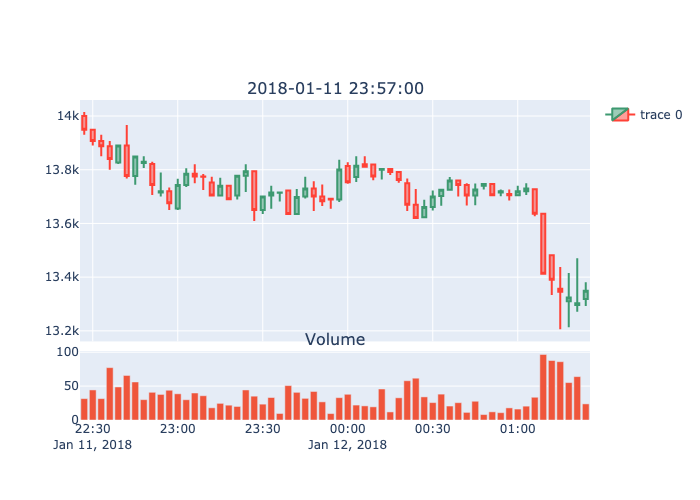 2018-01-11 23:57:00
14k
13.8k
13.6k
13.4k
13.2k
trace 0
Volume
100
50
0
22:30 23:00 23:30 00:00 00:30 01:00
Jan 11, 2018 Jan 12, 2018